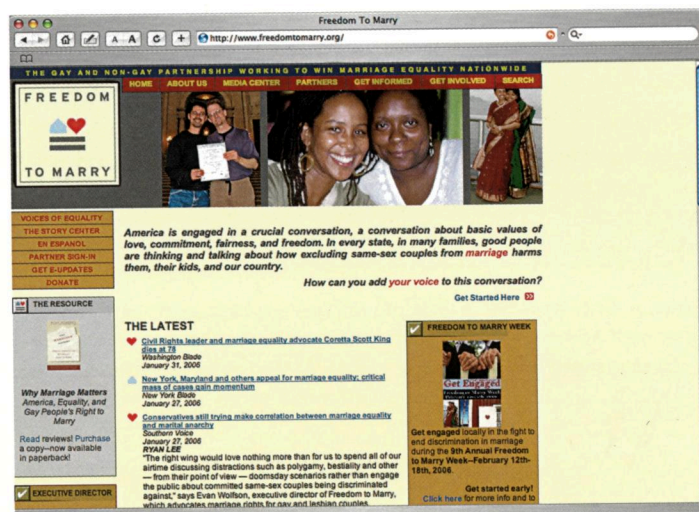 Freedom To Marry
A A C + http://www.freedomtomarry.org/ Q-
THE GAY AND NON-GAY PARTNERSHIP WORKING TO WIN MARRIAGE EQUALITY NATIONWIDE
HOME ABOUT US MEDIA CENTER PARTNERS GET INFORMED GET INVOLVED SEARCH
FREEDOM
TO MARRY
VOICES OF EQUALITY
THE STORY CENTER
EN ESPANOL
PARTNER SIGN-IN
GET E-UPDATES
DONATE
America is engaged in a crucial conversation, a conversation about basic values of
love, commitment, fairness, and freedom. In every state, in many families, good people
are thinking and talking about how excluding same-sex couples from marriage harms
them, their kids, and our country.
How can you add your voice to this conversation?
Get Started Here
THE RESOURCE
Why Marriage Matters
America, Equality, and
Gay People's Right to
Marry
Read reviews! Purchase
a copy--now available
in paperback!
EXECUTIVE DIRECTOR
THE LATEST
Civil Rights leader and marriage equality advocate Coretta Scott King
dies at 78
Washington Blade
January 31, 2006
New York, Maryland and others appeal for marriage equality; critical
mass of cases gain momentum
New York Blade
January 27, 2006
Conservatives still trying make correlation between marriage equality
and marital anarchy
Southern Voice
January 27, 2006
RYAN LEE
"The right wing would love nothing more than for us to spend all of our
airtime discussing distractions such as polygamy, bestiality and other
— from their point of view — doomsday scenarios rather than engage
the public about committed same-sex couples being discriminated
against," says Evan Wolfson, executive director of Freedom to Marry,
which advocates marriage rights for gay and lesbian couples.
FREEDOM TO MARRY WEEK
Get Engaged
Get engaged locally in the fight to
end discrimination in marriage
during the 9th Annual Freedom
to Marry Week--February 12th-
18th, 2006.
Get started early!
Click here for more info and to